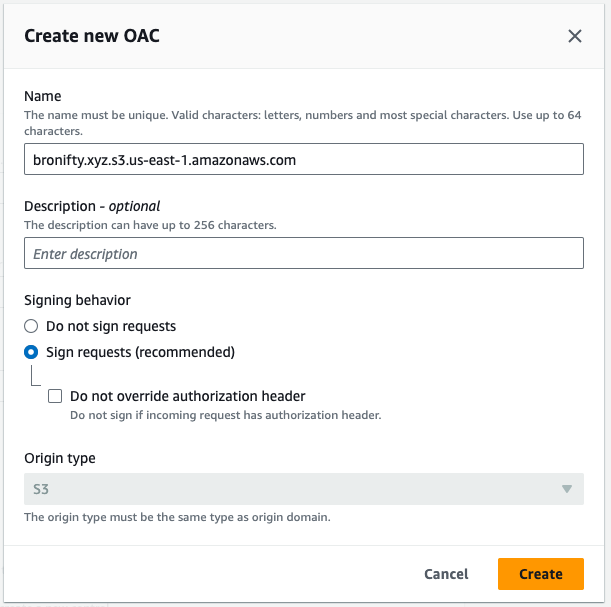 Create new OAC
Name
The name must be unique. Valid characters: letters, numbers and most special characters. Use up to 64
characters.
bronifty.xyz.s3.us-east-1.amazonaws.com
Description - optional
The description can have up to 256 characters.
Enter description
Signing behavior
Do not sign requests
Sign requests (recommended)
Do not override authorization header
Do not sign if incoming request has authorization header.
Origin type
S3
The origin type must be the same type as origin domain.
Cancel
Create